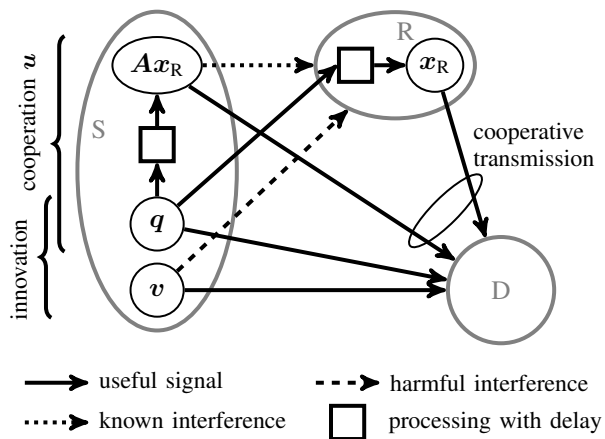 cooperation u
innovation
S
Ax_R
q
v
R
x_R
cooperative
transmission
D
useful signal
harmful interference
known interference
processing with delay